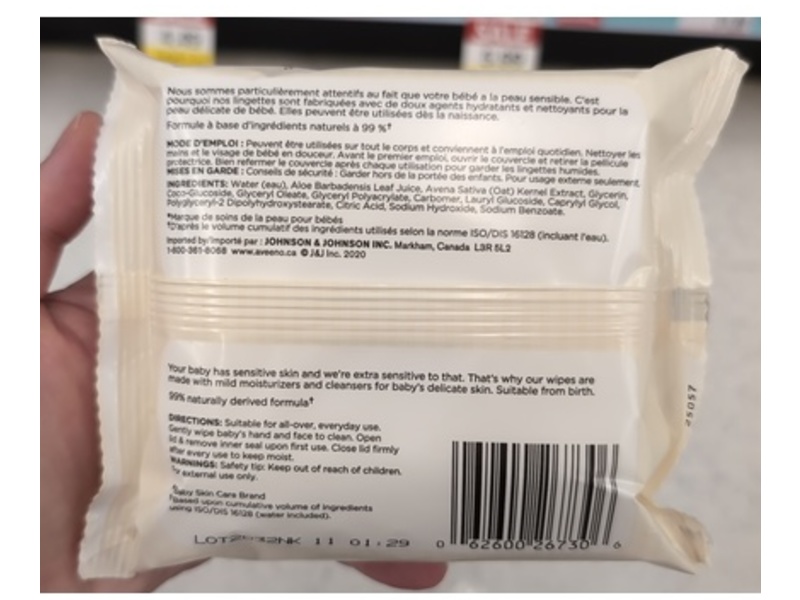 Nous sommes particulièrement attentifs au fait que votre bébé a la peau sensible. C'est
pourquoi nos lingettes sont fabriquées avec de doux agents hydratants et nettoyants pour la
peau délicate de bébé. Elles peuvent être utilisées dès la naissance.
Formule à base d'ingrédients naturels à 99 %†
MODE D'EMPLOI : Peuvent être utilisées sur tout le corps et conviennent à l'emploi quotidien. Nettoyer les
mains et le visage de bébé en douceur. Avant le premier emploi, ouvrir le couvercle et retirer la pellicule
protectrice. Bien refermer le couvercle après chaque utilisation pour garder les lingettes humides.
MISES EN GARDE : Conseils de sécurité : Garder hors de la portée des enfants. Pour usage externe seulement.
INGREDIENTS: Water (eau), Aloe Barbadensis Leaf Juice, Avena Sativa (Oat) Kernel Extract, Glycerin,
Coco-Glucoside, Glyceryl Oleate, Glyceryl Polyacrylate, Carbomer, Lauryl Glucoside, Caprylyl Glycol,
Polyglyceryl-2 Dipolyhydroxystearate, Citric Acid, Sodium Hydroxide, Sodium Benzoate.
*Marque de soins de la peau pour bébés
†D'après le volume cumulatif des ingrédients utilisés selon la norme ISO/DIS 16128 (incluant l'eau).
Imported by/importé par : JOHNSON & JOHNSON INC. Markham, Canada L3R 5L2
1-800-361-8068 www.aveeno.ca © J&J Inc. 2020
Your baby has sensitive skin and we're extra sensitive to that. That's why our wipes are
made with mild moisturizers and cleansers for baby's delicate skin. Suitable from birth.
99% naturally derived formula†
DIRECTIONS: Suitable for all-over, everyday use.
Gently wipe baby's hand and face to clean. Open
lid & remove inner seal upon first use. Close lid firmly
after every use to keep moist.
WARNINGS: Safety tip: Keep out of reach of children.
For external use only.
*Baby Skin Care Brand
†Based upon cumulative volume of ingredients
using ISO/DIS 16128 (water included).
25057
11 01:29
0 62600 26730 6